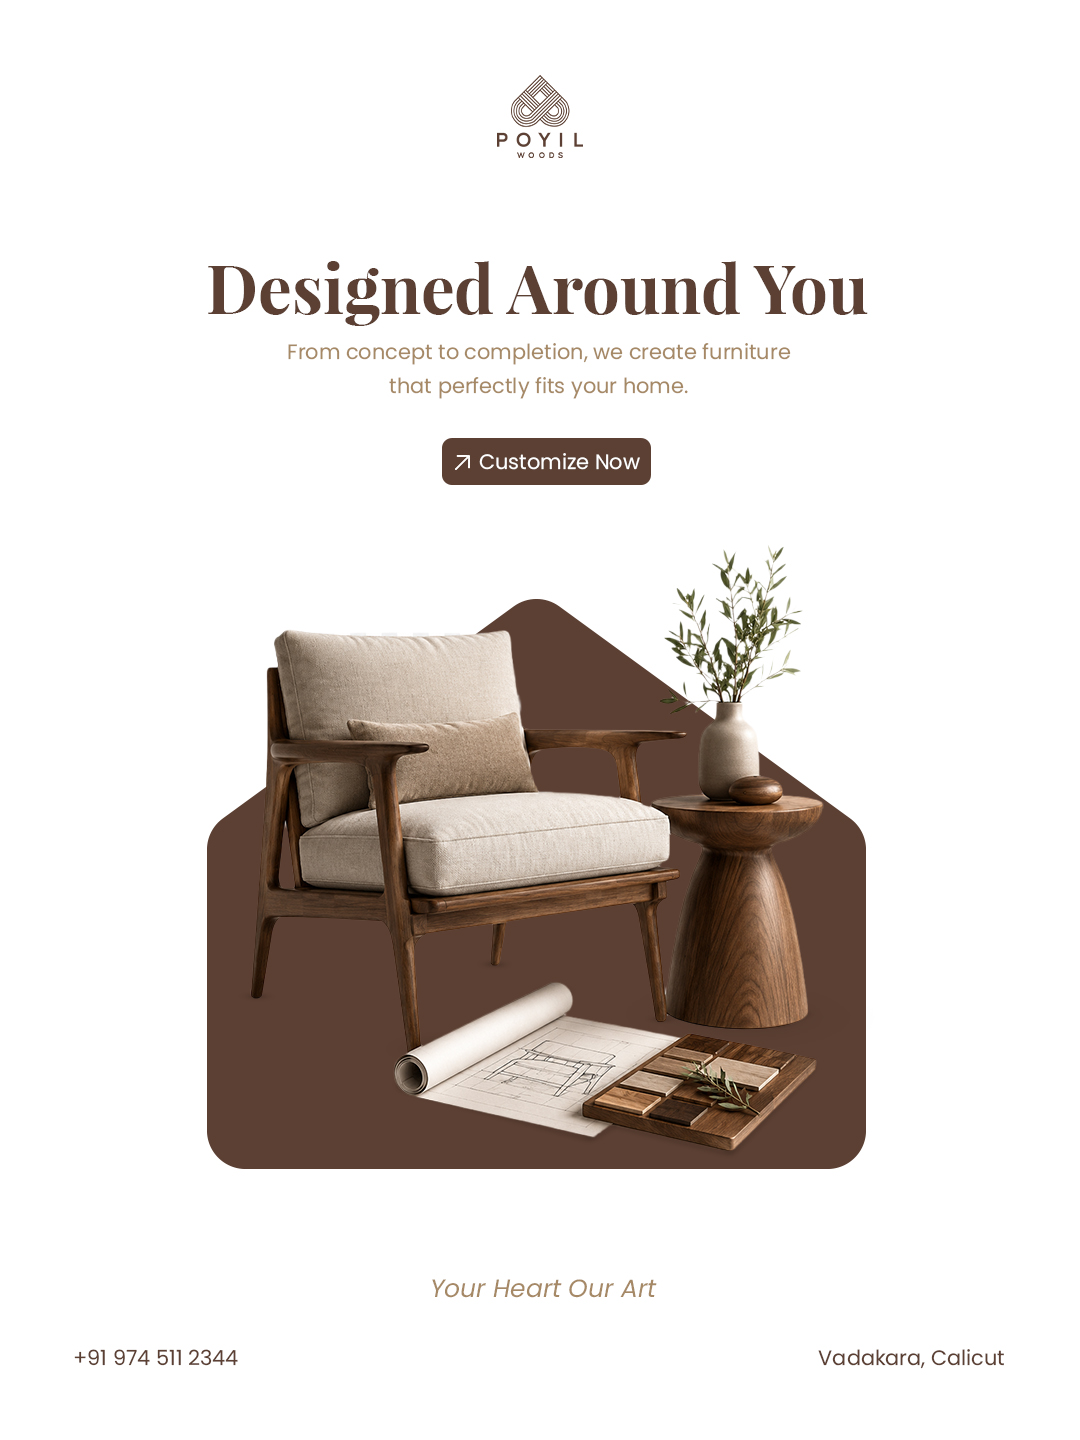 POYIL
WOODS
Designed Around You
From concept to completion, we create furniture
that perfectly fits your home.
Customize Now
Your Heart Our Art
+91 974 511 2344
Vadakara, Calicut